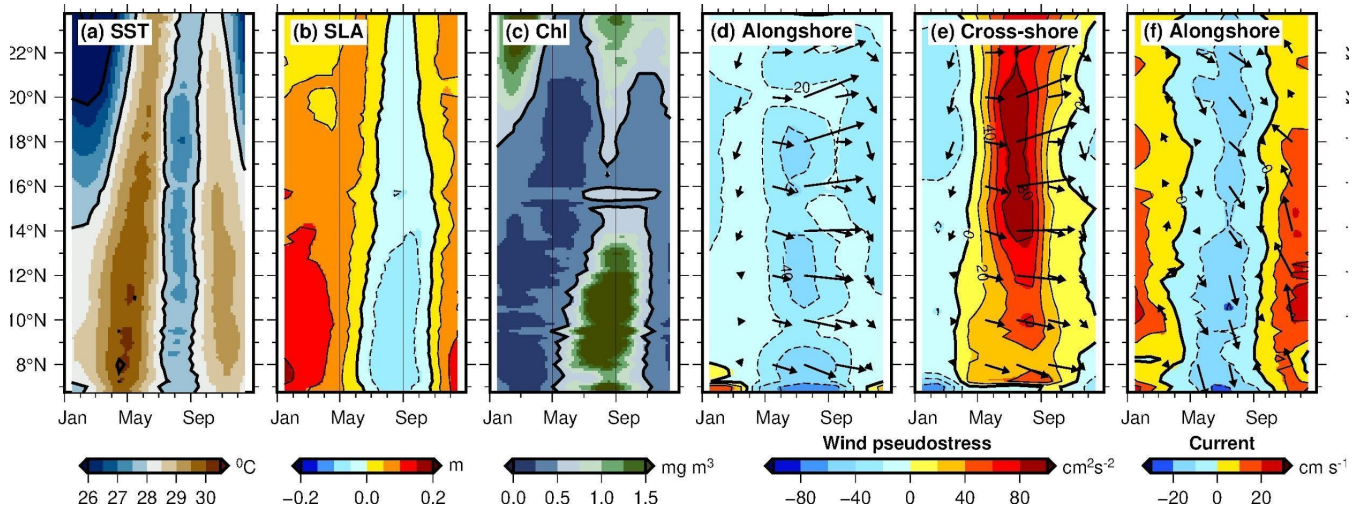 (a) SST
(b) SLA
(c) Chl
(d) Alongshore
(e) Cross-shore
(f) Alongshore
22°N
20°N
18°N
16°N
14°N
12°N
10°N
8°N
20
40
40
0
20
0
0
Jan May Sep
Jan May Sep
Jan May Sep
Jan May Sep
Jan May Sep
Jan May Sep
Wind pseudostress
Current
26 27 28 29 30
⁰C
−0.2 0.0 0.2
m
0.0 0.5 1.0 1.5
mg m³
−80 −40 0 40 80
cm²s⁻²
−20 0 20
cm s⁻¹